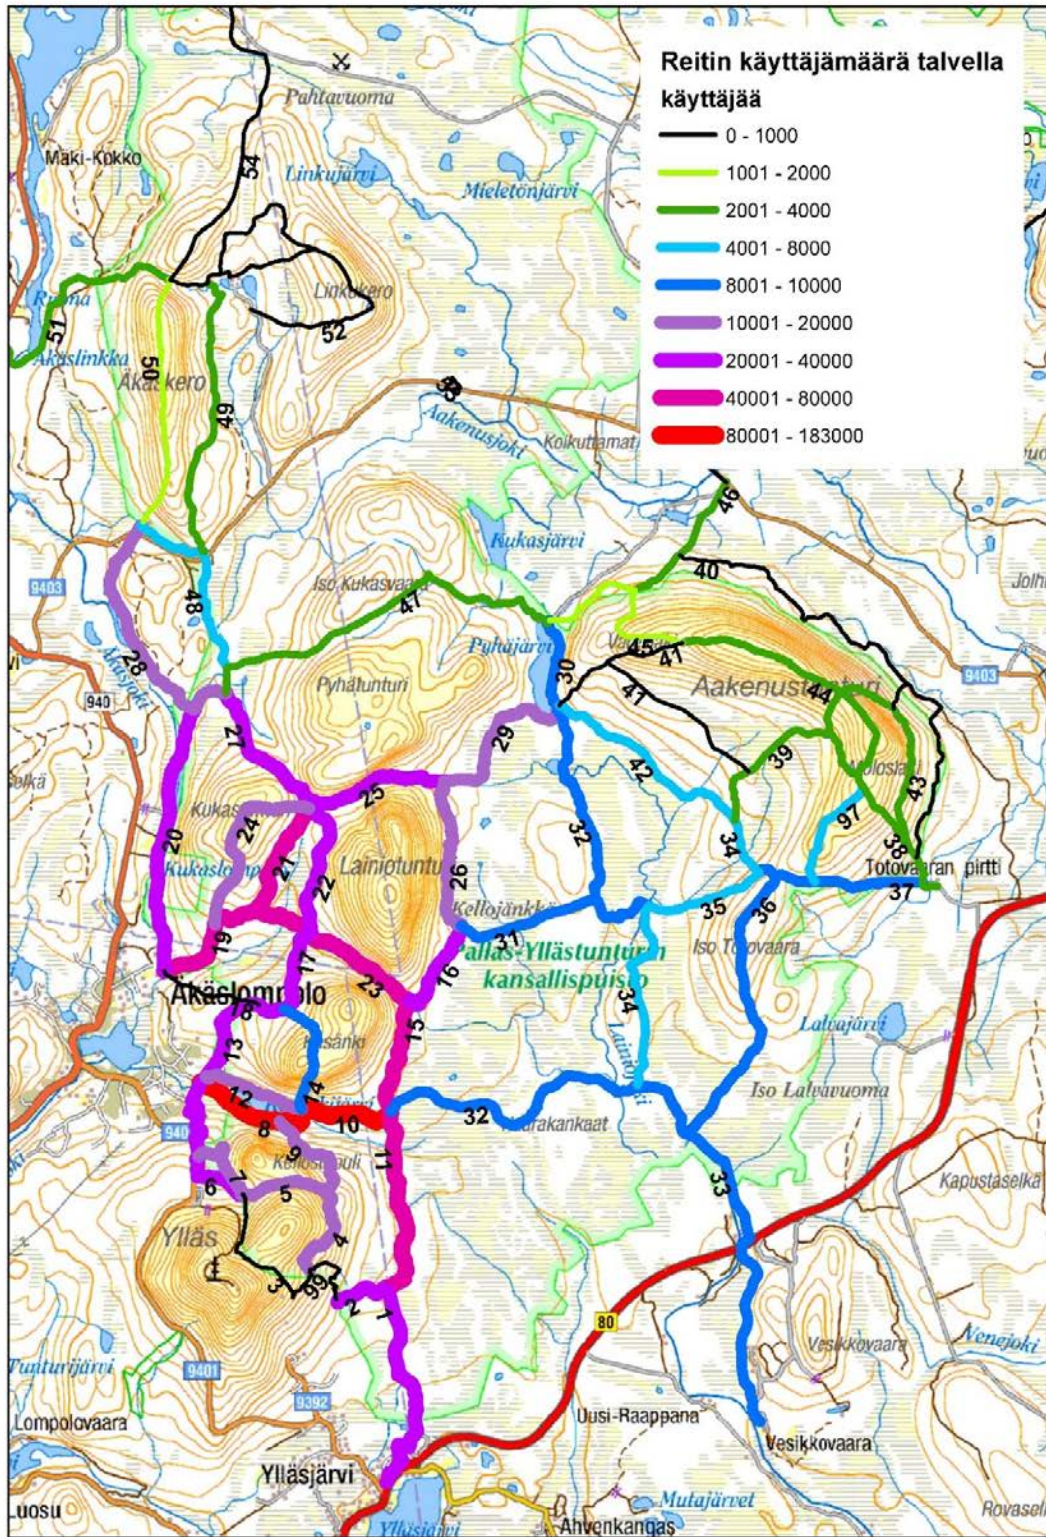 Reitin käyttäjämäärä talvella
käyttäjää
0 - 1000
1001 - 2000
2001 - 4000
4001 - 8000
8001 - 10000
10001 - 20000
20001 - 40000
40001 - 80000
80001 - 183000
Pahtavuoma
Maki-Kokko
54
Linkujärvi
Mieletönjärvi
Linkukero
52
51
Äkäslinkka
50
Äkäskero
49
Aakenusjoki
Kolkuttamat
46
Kukasjärvi
40
Iso Kukasvaara
47
9403
48
28
Äkäsjoki
Pyhäjärvi
30
45
41
9403
940
Pyhätunturi
41
Aakenustunturi
44
27
29
42
39
43
25
97
20
24
21
22
32
34
38
Totovaaran pirtti
37
Lainiotuntu
26
Kellojänkkä
35
36
19
31
Iso Totovaara
Pallas-Yllästunturin
kansallispuisto
17
23
16
Äkäslompolo
18
15
34
Lalvajärvi
13
14
12
8
10
32
Iso Lalvavuoma
940
9
11
6
7
5
33
Kapustaselkä
Ylläs
4
3
99
2
1
80
Vesikkovaara
Venejoki
Tunturijärvi
9401
9392
Lompolovaara
Uusi-Raappana
Vesikkovaara
Ylläsjärvi
Luosu
Mutajärvet
Ylläsjärvi
Ahvenkangas